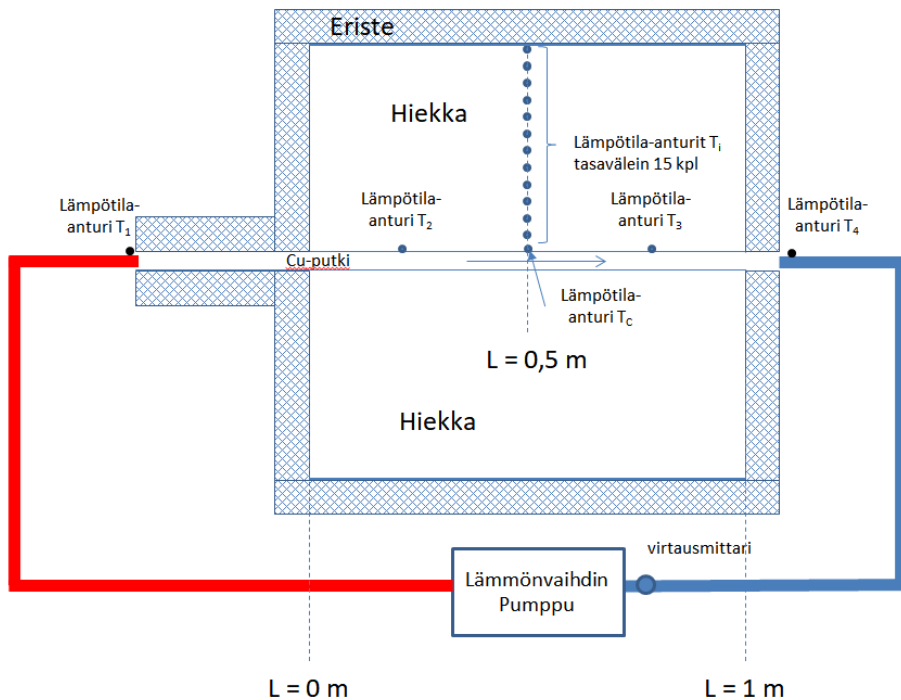 Eriste
Hiekka
Lämpötila-anturit Ti
tasavälein 15 kpl
Lämpötila-
anturi T1
Lämpötila-
anturi T2
Lämpötila-
anturi T3
Lämpötila-
anturi T4
Cu-putki
Lämpötila-
anturi TC
L = 0,5 m
Hiekka
virtausmittari
Lämmönvaihdin
Pumppu
L = 0 m
L = 1 m